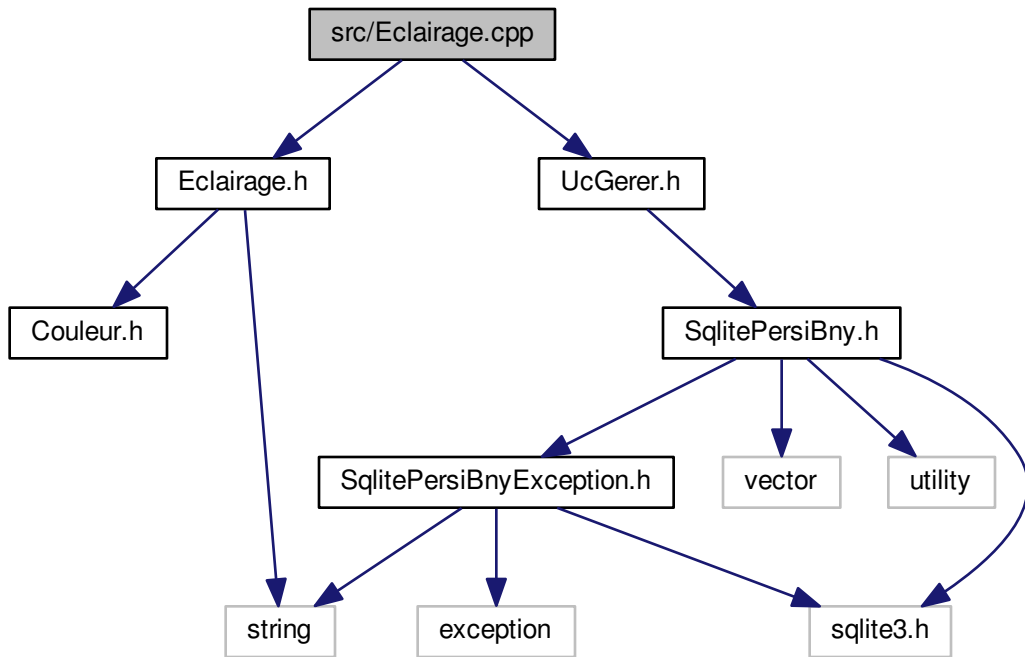 src/Eclairage.cpp
Eclairage.h
UcGerer.h
Couleur.h
SqlitePersiBny.h
SqlitePersiBnyException.h
vector
utility
string
exception
sqlite3.h